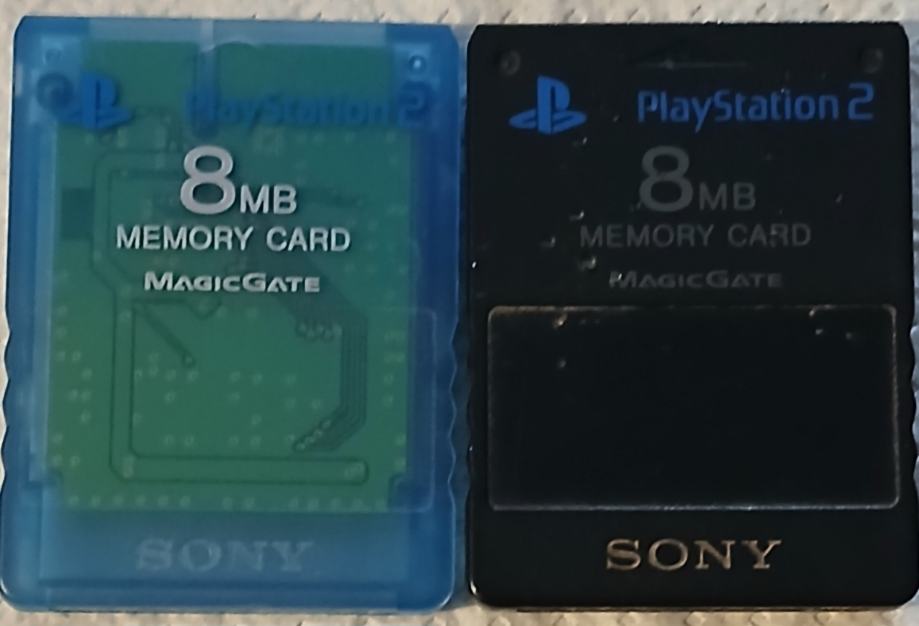 PlayStation 2
8MB
MEMORY CARD
MAGICGATE
SONY
PlayStation 2
8MB
MEMORY CARD
MAGICGATE
SONY